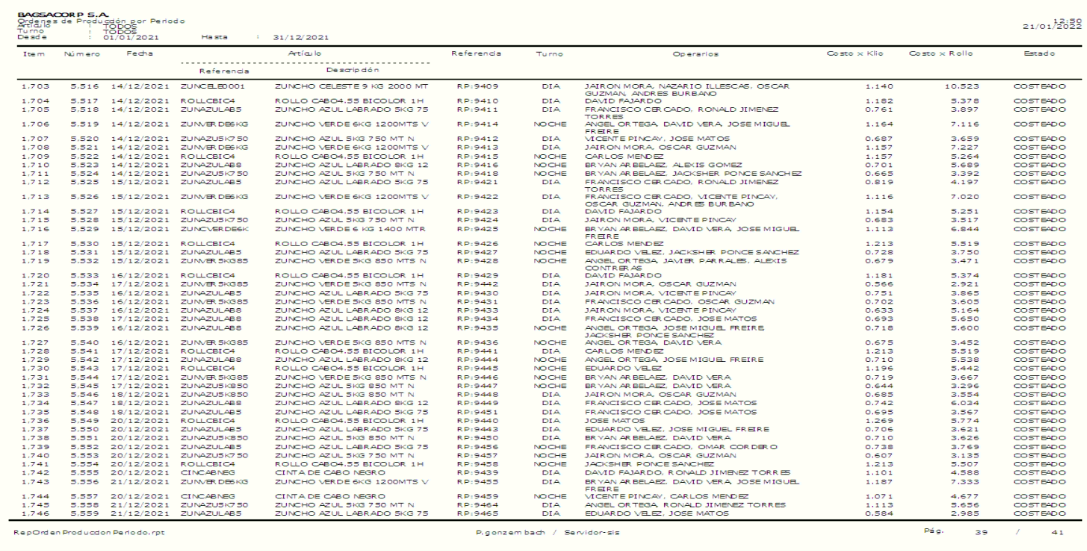 BAGSACORP S.A. 12:50
Ordenes de Producción por Periodo 21/01/2022
Artículo : TODOS
Turno : TODOS
Desde : 01/01/2021 Hasta : 31/12/2021
Item Número Fecha Artículo Referencia Turno Operarios Costo x Kilo Costo x Rollo Estado
Referencia Descripción
1.703 5.516 14/12/2021 ZUNCELE0001 ZUNCHO CELESTE 9 KG 2000 MT RP:9409 DIA JAIRON MORA, NAZARIO ILLESCAS, OSCAR 1.140 10.523 COSTEADO
GUZMAN, ANDRES BURBANO
1.704 5.517 14/12/2021 ROLLCBIC4 ROLLO CABO4.55 BICOLOR 1H RP:9410 DIA DAVID FAJARDO 1.182 5.378 COSTEADO
1.705 5.518 14/12/2021 ZUNAZULAB5 ZUNCHO AZUL LABRADO 5KG 75 RP:9411 DIA FRANCISCO CERCADO, RONALD JIMENEZ 0.761 3.897 COSTEADO
TORRES
1.706 5.519 14/12/2021 ZUNVERDE6KG ZUNCHO VERDE 6KG 1200MTS V RP:9414 NOCHE ANGEL ORTEGA, DAVID VERA, JOSE MIGUEL 1.164 7.116 COSTEADO
FREIRE
1.707 5.520 14/12/2021 ZUNAZU5K750 ZUNCHO AZUL 5KG 750 MT N RP:9412 DIA VICENTE PINCAY, JOSE MATOS 0.687 3.659 COSTEADO
1.708 5.521 14/12/2021 ZUNVERDE6KG ZUNCHO VERDE 6KG 1200MTS V RP:9413 DIA JAIRON MORA, OSCAR GUZMAN 1.157 7.227 COSTEADO
1.709 5.522 14/12/2021 ROLLCBIC4 ROLLO CABO4.55 BICOLOR 1H RP:9415 NOCHE CARLOS MENDEZ 1.157 5.264 COSTEADO
1.710 5.523 14/12/2021 ZUNAZULAB8 ZUNCHO AZUL LABRADO 8KG 12 RP:9416 NOCHE BRYAN ARBELAEZ, ALEXIS GOMEZ 0.701 5.689 COSTEADO
1.711 5.524 14/12/2021 ZUNAZU5K750 ZUNCHO AZUL 5KG 750 MT N RP:9418 NOCHE BRYAN ARBELAEZ, JACKSHER PONCE SANCHEZ 0.665 3.392 COSTEADO
1.712 5.525 15/12/2021 ZUNAZULAB5 ZUNCHO AZUL LABRADO 5KG 75 RP:9421 DIA FRANCISCO CERCADO, RONALD JIMENEZ 0.819 4.197 COSTEADO
TORRES
1.713 5.526 15/12/2021 ZUNVERDE6KG ZUNCHO VERDE 6KG 1200MTS V RP:9422 DIA FRANCISCO CERCADO, VICENTE PINCAY, 1.116 7.020 COSTEADO
OSCAR GUZMAN, ANDRES BURBANO
1.714 5.527 15/12/2021 ROLLCBIC4 ROLLO CABO4.55 BICOLOR 1H RP:9423 DIA DAVID FAJARDO 1.154 5.251 COSTEADO
1.715 5.528 15/12/2021 ZUNAZU5K750 ZUNCHO AZUL 5KG 750 MT N RP:9424 DIA JAIRON MORA, VICENTE PINCAY 0.683 3.517 COSTEADO
1.716 5.529 15/12/2021 ZUNCVERDE6K ZUNCHO VERDE 6 KG 1400 MTR RP:9425 NOCHE BRYAN ARBELAEZ, DAVID VERA, JOSE MIGUEL 1.113 6.844 COSTEADO
FREIRE
1.717 5.530 15/12/2021 ROLLCBIC4 ROLLO CABO4.55 BICOLOR 1H RP:9426 NOCHE CARLOS MENDEZ 1.213 5.519 COSTEADO
1.718 5.531 15/12/2021 ZUNAZULAB5 ZUNCHO AZUL LABRADO 5KG 75 RP:9427 NOCHE EDUARDO VELEZ, JACKSHER PONCE SANCHEZ 0.728 3.750 COSTEADO
1.719 5.532 15/12/2021 ZUNVER5KG85 ZUNCHO VERDE 5KG 850 MTS N RP:9428 NOCHE ANGEL ORTEGA, JAVIER PARRALES, ALEXIS 0.679 3.471 COSTEADO
CONTRERAS
1.720 5.533 16/12/2021 ROLLCBIC4 ROLLO CABO4.55 BICOLOR 1H RP:9429 DIA DAVID FAJARDO 1.181 5.374 COSTEADO
1.721 5.534 17/12/2021 ZUNVER5KG85 ZUNCHO VERDE 5KG 850 MTS N RP:9442 DIA JAIRON MORA, OSCAR GUZMAN 0.566 2.921 COSTEADO
1.722 5.535 16/12/2021 ZUNAZULAB5 ZUNCHO AZUL LABRADO 5KG 75 RP:9430 DIA JAIRON MORA, VICENTE PINCAY 0.751 3.865 COSTEADO
1.723 5.536 16/12/2021 ZUNVER5KG85 ZUNCHO VERDE 5KG 850 MTS N RP:9431 DIA FRANCISCO CERCADO, OSCAR GUZMAN 0.702 3.605 COSTEADO
1.724 5.537 16/12/2021 ZUNAZULAB8 ZUNCHO AZUL LABRADO 8KG 12 RP:9433 DIA JAIRON MORA, VICENTE PINCAY 0.633 5.164 COSTEADO
1.725 5.538 17/12/2021 ZUNAZULAB8 ZUNCHO AZUL LABRADO 8KG 12 RP:9434 DIA FRANCISCO CERCADO, JOSE MATOS 0.693 5.650 COSTEADO
1.726 5.539 16/12/2021 ZUNAZULAB8 ZUNCHO AZUL LABRADO 8KG 12 RP:9435 NOCHE ANGEL ORTEGA, JOSE MIGUEL FREIRE, 0.718 5.600 COSTEADO
JACKSHER PONCE SANCHEZ
1.727 5.540 16/12/2021 ZUNVER5KG85 ZUNCHO VERDE 5KG 850 MTS N RP:9436 NOCHE ANGEL ORTEGA, DAVID VERA 0.675 3.452 COSTEADO
1.728 5.541 17/12/2021 ROLLCBIC4 ROLLO CABO4.55 BICOLOR 1H RP:9441 DIA CARLOS MENDEZ 1.213 5.519 COSTEADO
1.729 5.542 17/12/2021 ZUNAZULAB8 ZUNCHO AZUL LABRADO 8KG 12 RP:9444 NOCHE ANGEL ORTEGA, JOSE MIGUEL FREIRE 0.710 5.538 COSTEADO
1.730 5.543 17/12/2021 ROLLCBIC4 ROLLO CABO4.55 BICOLOR 1H RP:9445 NOCHE EDUARDO VELEZ 1.196 5.442 COSTEADO
1.731 5.544 17/12/2021 ZUNVER5KG85 ZUNCHO VERDE 5KG 850 MTS N RP:9446 NOCHE BRYAN ARBELAEZ, DAVID VERA 0.719 3.667 COSTEADO
1.732 5.545 17/12/2021 ZUNAZU5K850 ZUNCHO AZUL 5KG 850 MT N RP:9447 NOCHE BRYAN ARBELAEZ, DAVID VERA 0.644 3.296 COSTEADO
1.733 5.546 18/12/2021 ZUNAZU5K850 ZUNCHO AZUL 5KG 850 MT N RP:9448 DIA JAIRON MORA, OSCAR GUZMAN 0.685 3.554 COSTEADO
1.734 5.547 18/12/2021 ZUNAZULAB8 ZUNCHO AZUL LABRADO 8KG 12 RP:9449 DIA FRANCISCO CERCADO, JOSE MATOS 0.742 6.034 COSTEADO
1.735 5.548 18/12/2021 ZUNAZULAB5 ZUNCHO AZUL LABRADO 5KG 75 RP:9451 DIA FRANCISCO CERCADO, JOSE MATOS 0.695 3.567 COSTEADO
1.736 5.549 20/12/2021 ROLLCBIC4 ROLLO CABO4.55 BICOLOR 1H RP:9440 DIA JOSE MATOS 1.269 5.774 COSTEADO
1.737 5.550 20/12/2021 ZUNAZULAB5 ZUNCHO AZUL LABRADO 5KG 75 RP:9443 DIA EDUARDO VELEZ, JOSE MIGUEL FREIRE 0.706 3.621 COSTEADO
1.738 5.551 20/12/2021 ZUNAZU5K850 ZUNCHO AZUL 5KG 850 MT N RP:9450 DIA BRYAN ARBELAEZ, DAVID VERA 0.710 3.626 COSTEADO
1.739 5.552 20/12/2021 ZUNAZULAB5 ZUNCHO AZUL LABRADO 5KG 75 RP:9456 NOCHE FRANCISCO CERCADO, OMAR CORDERO 0.738 3.769 COSTEADO
1.740 5.553 20/12/2021 ZUNAZU5K750 ZUNCHO AZUL 5KG 750 MT N RP:9457 NOCHE JAIRON MORA, OSCAR GUZMAN 0.607 3.135 COSTEADO
1.741 5.554 20/12/2021 ROLLCBIC4 ROLLO CABO4.55 BICOLOR 1H RP:9458 NOCHE JACKSHER PONCE SANCHEZ 1.213 5.507 COSTEADO
1.742 5.555 20/12/2021 CINCABNEG CINTA DE CABO NEGRO RP:9439 DIA DAVID FAJARDO, RONALD JIMENEZ TORRES 1.101 4.588 COSTEADO
1.743 5.556 21/12/2021 ZUNVERDE6KG ZUNCHO VERDE 6KG 1200MTS V RP:9455 DIA BRYAN ARBELAEZ, DAVID VERA, JOSE MIGUEL 1.187 7.333 COSTEADO
FREIRE
1.744 5.557 20/12/2021 CINCABNEG CINTA DE CABO NEGRO RP:9459 NOCHE VICENTE PINCAY, CARLOS MENDEZ 1.071 4.677 COSTEADO
1.745 5.558 21/12/2021 ZUNAZU5K750 ZUNCHO AZUL 5KG 750 MT N RP:9464 DIA ANGEL ORTEGA, RONALD JIMENEZ TORRES 1.113 5.656 COSTEADO
1.746 5.559 21/12/2021 ZUNAZULAB5 ZUNCHO AZUL LABRADO 5KG 75 RP:9465 DIA EDUARDO VELEZ, JOSE MATOS 0.584 2.985 COSTEADO
RepOrdenProduccionPeriodo.rpt P.gonzembach / Servidor-sis Pág. 39 / 41